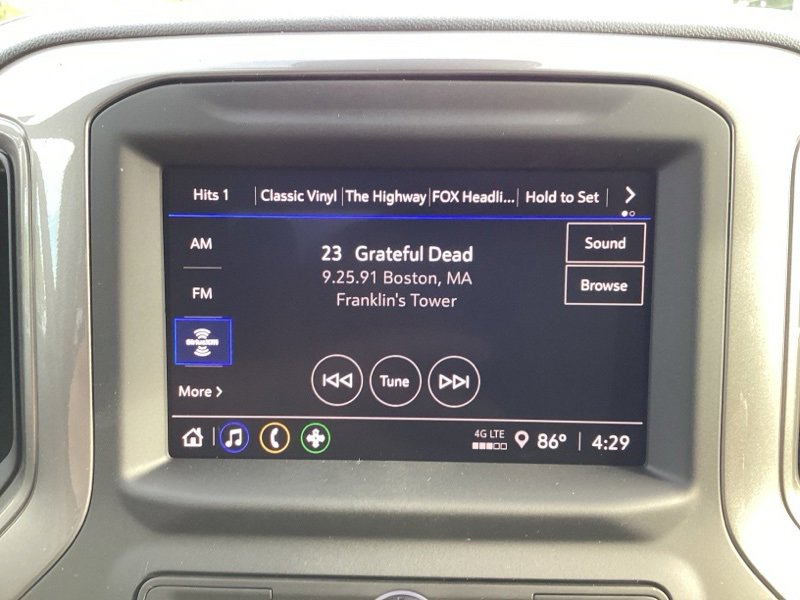 Hits 1 Classic Vinyl The Highway FOX Headli... Hold to Set
AM
23 Grateful Dead
Sound
9.25.91 Boston, MA
FM
Browse
Franklin's Tower
SiriusXM
More
Tune
4G LTE
86° 4:29